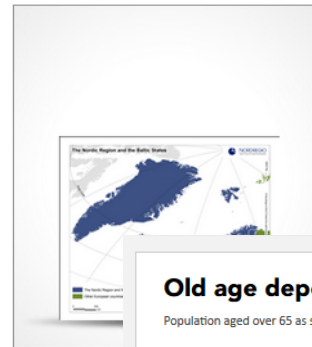 The Nordic Region and the Baltic States
NORDREGIO
Old age depe
Population aged over 65 as s